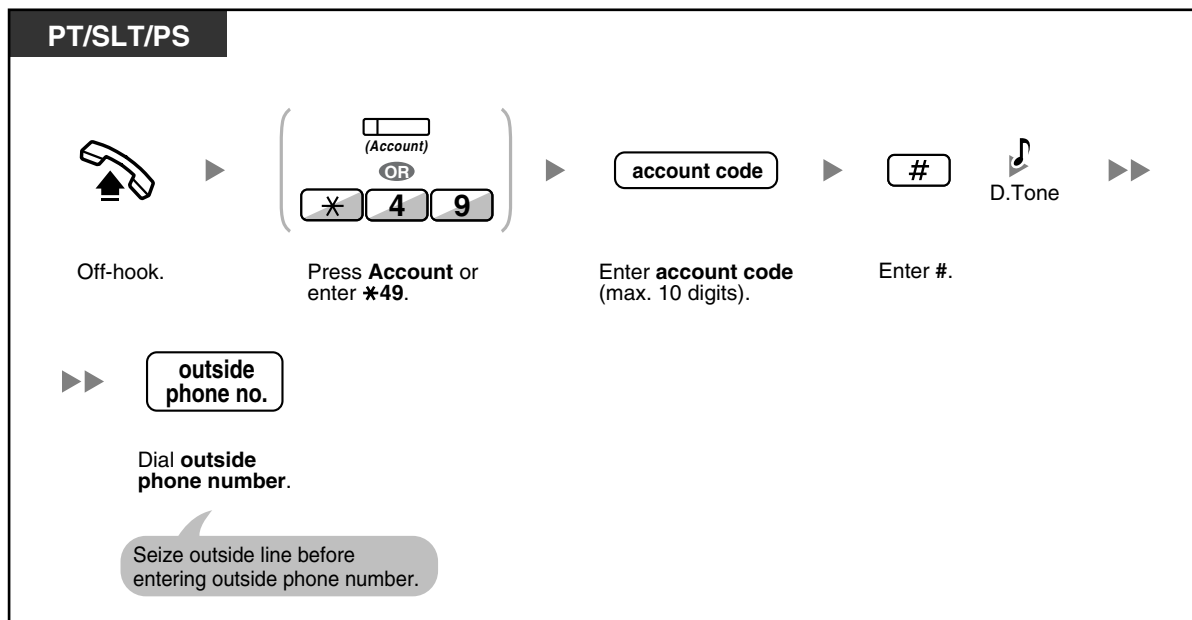 PT/SLT/PS
(Account)
OR
* 4 9
account code
#
D.Tone
Off-hook.
Press Account or
enter *49.
Enter account code
(max. 10 digits).
Enter #.
outside
phone no.
Dial outside
phone number.
Seize outside line before
entering outside phone number.